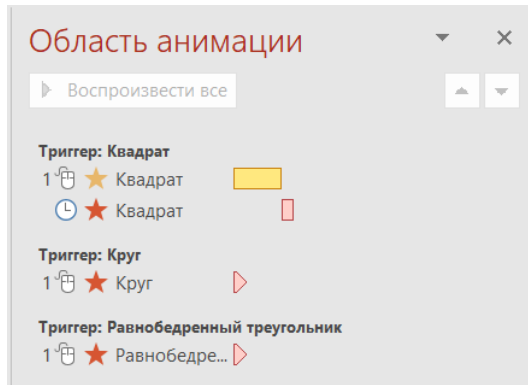 Область анимации
Воспроизвести все
Триггер: Квадрат
1 Квадрат
Квадрат
Триггер: Круг
1 Круг
Триггер: Равнобедренный треугольник
1 Равнобедре...